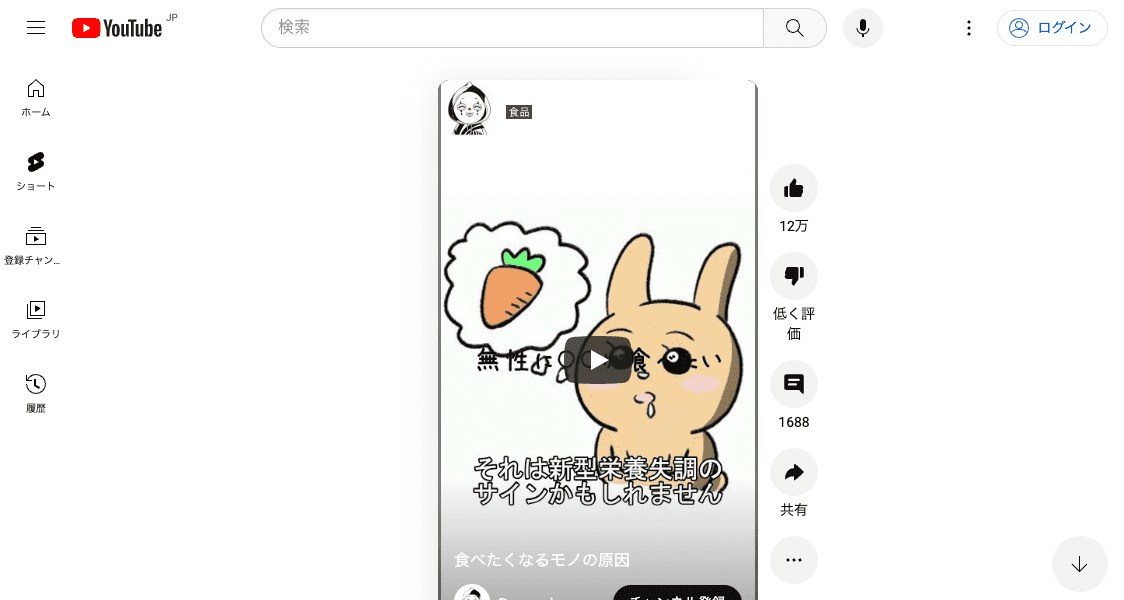 YouTube JP
検索
ログイン
ホーム
ショート
登録チャン...
ライブラリ
履歴
食品
無性に〇〇 食べたい
それは新型栄養失調の
サインかもしれません
食べたくなるモノの原因
チャンネル登録
12万
低く評
価
1688
共有